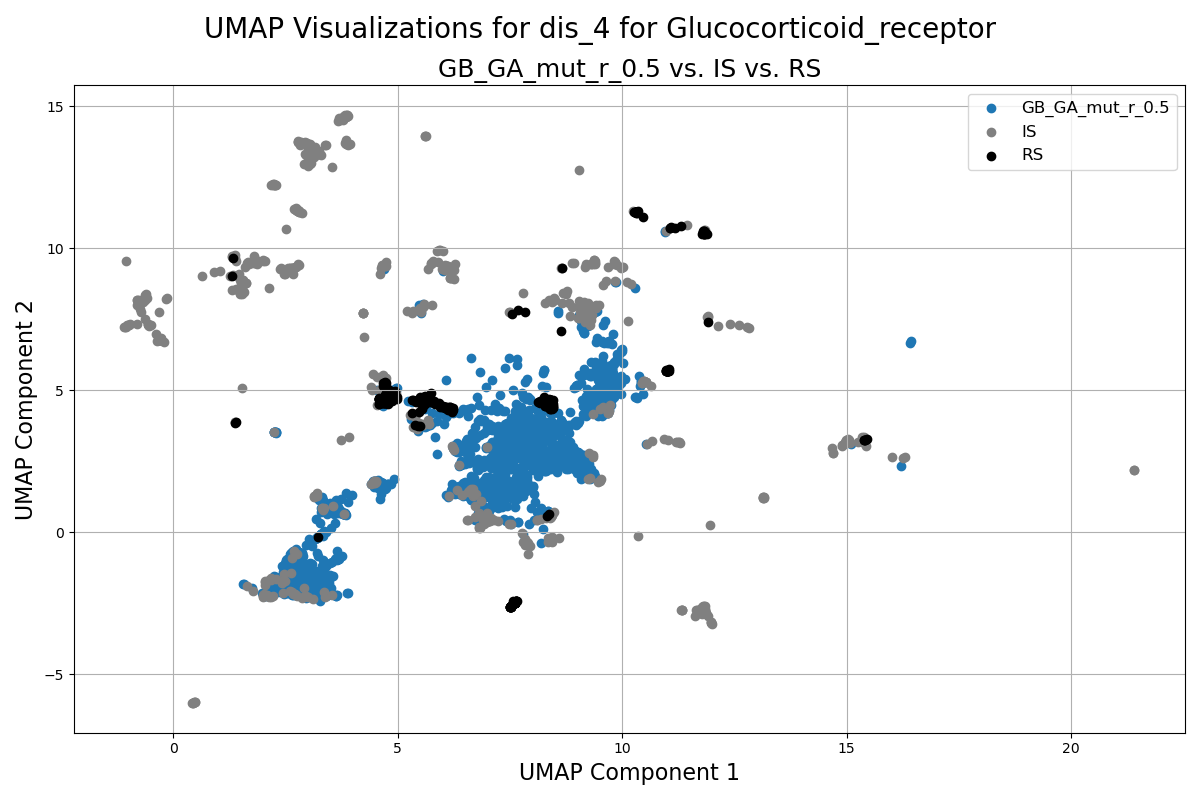 UMAP Visualizations for dis_4 for Glucocorticoid_receptor
GB_GA_mut_r_0.5 vs. IS vs. RS
GB_GA_mut_r_0.5
IS
RS
15
10
5
0
−5
UMAP Component 2
0
5
10
15
20
UMAP Component 1